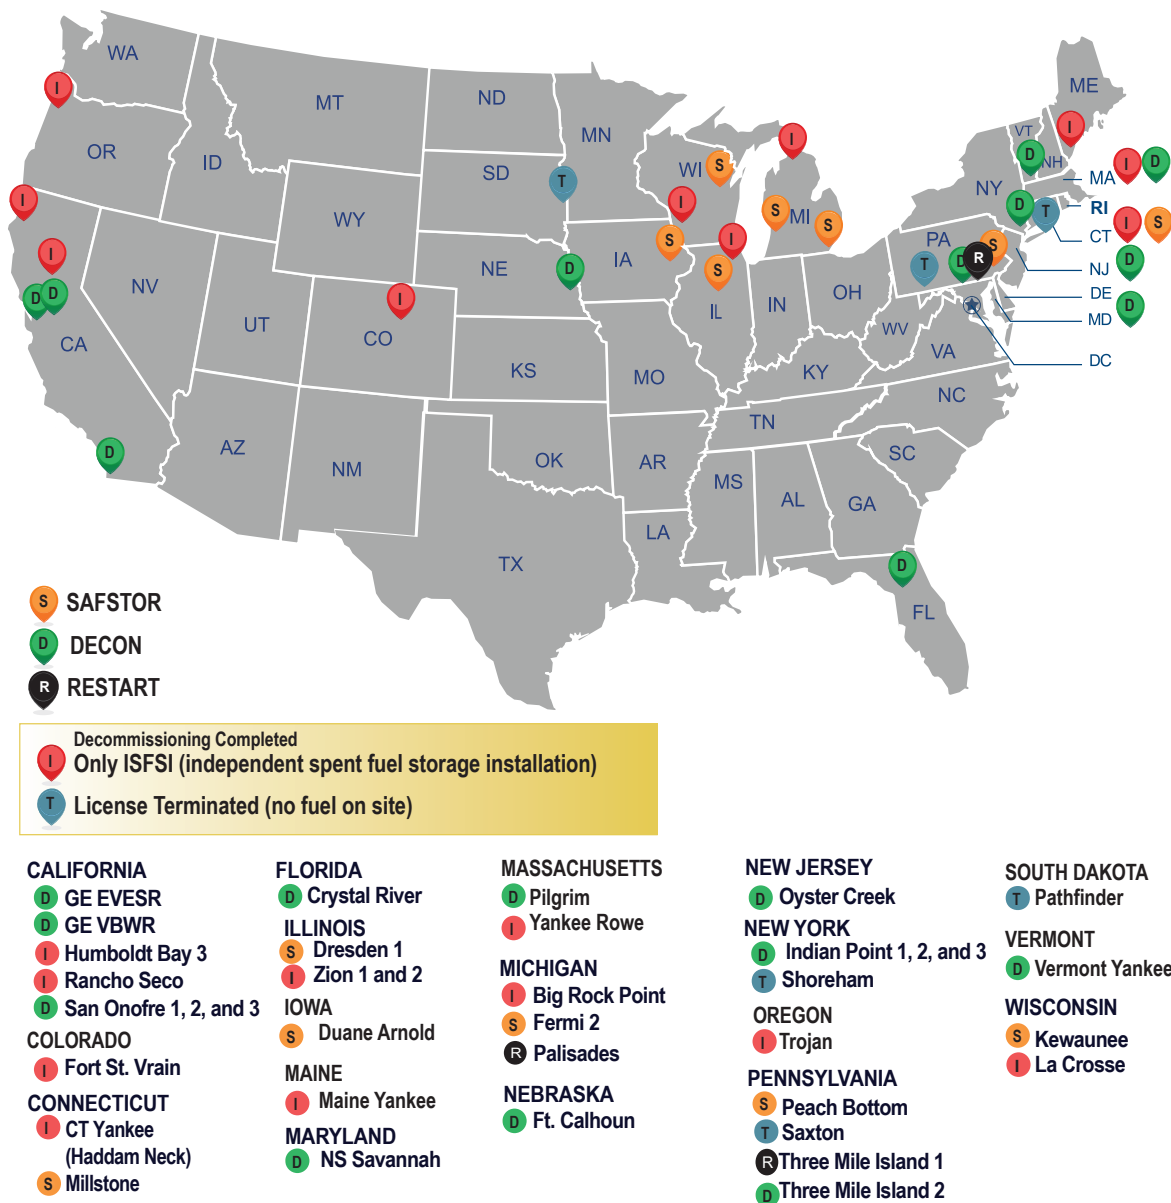 WA
I
MT
ND
MN
ME
OR
ID
SD
T
WI
S
I
VT
D
NH
I
MA
I
D
I
WY
I
S
MI
S
NY
D
T
RI
I
NV
IA
S
I
PA
S
CT
I
S
D
D
NE
D
S
IL
IN
OH
T
D
R
NJ
D
UT
CO
I
DE
CA
WV
MD
D
VA
DC
KS
MO
KY
NC
D
AZ
NM
OK
AR
TN
SC
MS
AL
GA
LA
TX
D
FL
S SAFSTOR
D DECON
R RESTART
Decommissioning Completed
I Only ISFSI (independent spent fuel storage installation)
T License Terminated (no fuel on site)
CALIFORNIA
D GE EVESR
D GE VBWR
I Humboldt Bay 3
I Rancho Seco
D San Onofre 1, 2, and 3
COLORADO
I Fort St. Vrain
CONNECTICUT
I CT Yankee
(Haddam Neck)
S Millstone
FLORIDA
D Crystal River
ILLINOIS
S Dresden 1
I Zion 1 and 2
IOWA
S Duane Arnold
MAINE
I Maine Yankee
MARYLAND
D NS Savannah
MASSACHUSETTS
D Pilgrim
I Yankee Rowe
MICHIGAN
I Big Rock Point
S Fermi 2
R Palisades
NEBRASKA
D Ft. Calhoun
NEW JERSEY
D Oyster Creek
NEW YORK
D Indian Point 1, 2, and 3
T Shoreham
OREGON
I Trojan
PENNSYLVANIA
S Peach Bottom
T Saxton
R Three Mile Island 1
D Three Mile Island 2
SOUTH DAKOTA
T Pathfinder
VERMONT
D Vermont Yankee
WISCONSIN
S Kewaunee
I La Crosse